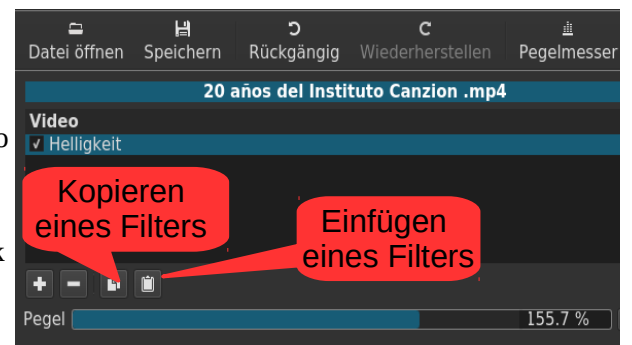 Datei öffnen Speichern Rückgängig Wiederherstellen Pegelmesser
20 años del Instituto Canzion .mp4
Video
Helligkeit
Kopieren
eines Filters
Einfügen
eines Filters
Pegel 155.7 %